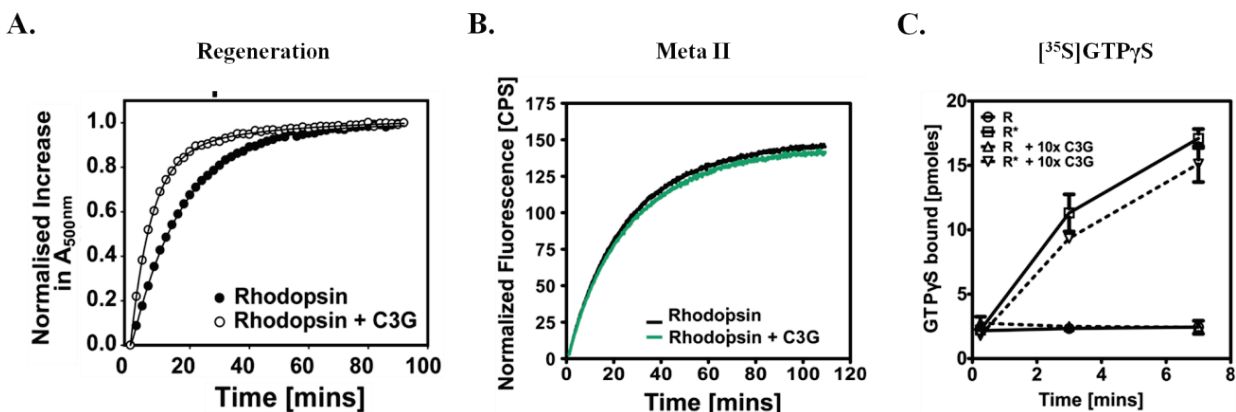 A.
Regeneration
Normalised Increase
in A500nm
1.0
0.8
0.6
0.4
0.2
0.0
Rhodopsin
Rhodopsin + C3G
0
20
40
60
80
100
Time [mins]
B.
Meta II
Normalized Fluorescence [CPS]
175
150
125
100
75
50
25
0
Rhodopsin
Rhodopsin + C3G
0
20
40
60
80
100
120
Time [mins]
C.
[³⁵S]GTPγS
GTPγS bound [pmoles]
20
15
10
5
0
R
R*
R + 10x C3G
R* + 10x C3G
0
2
4
6
8
Time [mins]